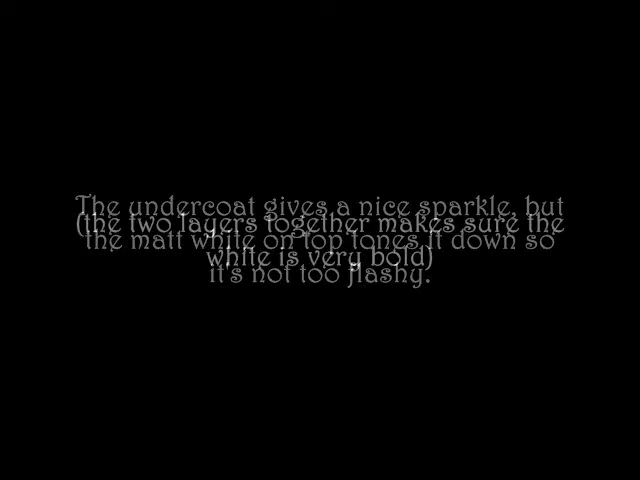 The undercoat gives a nice sparkle, but
(the two layers together makes sure the
the matt white on top tones it down so
white is very bold)
it's not too flashy.